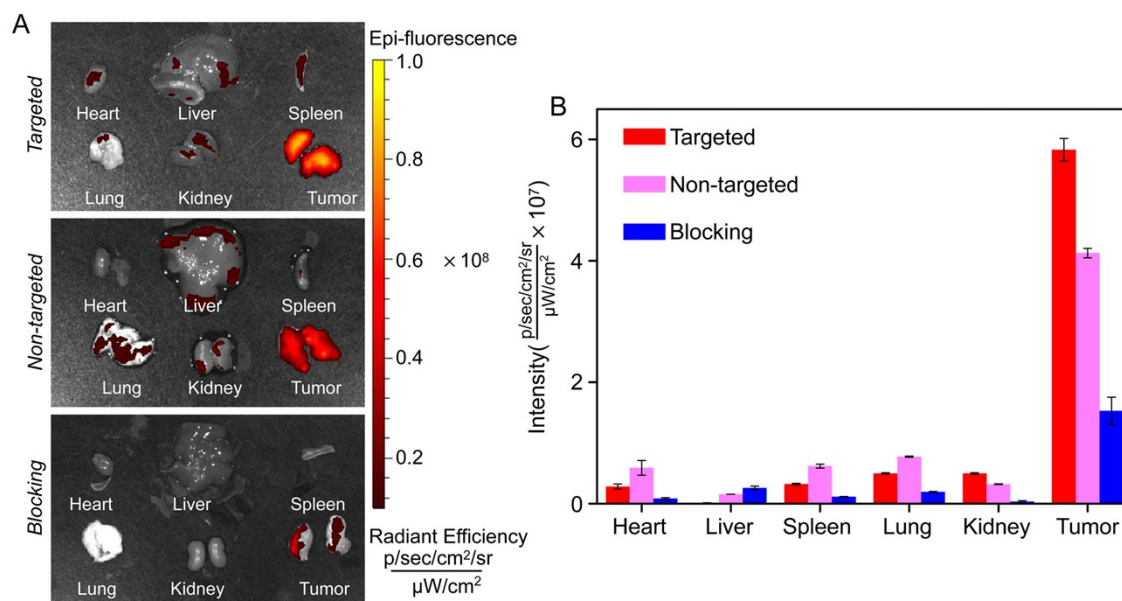 A
Epi-fluorescence
Targeted
Heart Liver Spleen
Lung Kidney Tumor
Non-targeted
Heart Liver Spleen
Lung Kidney Tumor
Blocking
Heart Liver Spleen
Lung Kidney Tumor
1.0
0.8
0.6
× 10⁸
0.4
0.2
Radiant Efficiency
p/sec/cm²/sr
µW/cm²
B
Targeted
Non-targeted
Blocking
Intensity( p/sec/cm²/sr
µW/cm² × 10⁷)
6
4
2
0
Heart Liver Spleen Lung Kidney Tumor